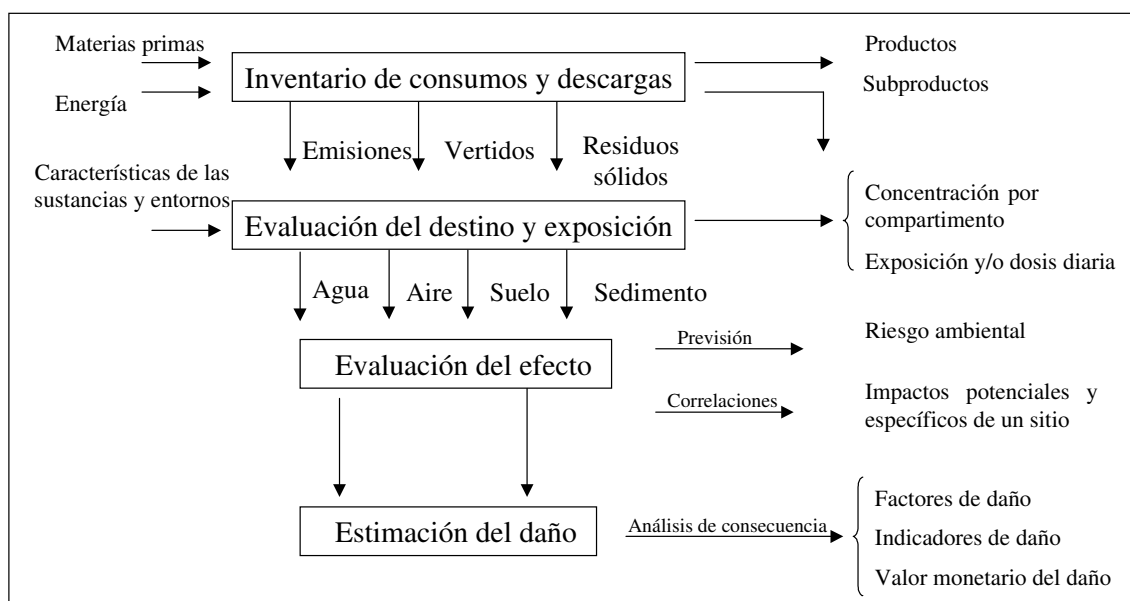 Materias primas
Energía
Inventario de consumos y descargas
Productos
Subproductos
Emisiones
Vertidos
Residuos
sólidos
Características de las
sustancias y entornos
Evaluación del destino y exposición
Concentración por
compartimento
Exposición y/o dosis diaria
Agua
Aire
Suelo
Sedimento
Evaluación del efecto
Previsión
Riesgo ambiental
Correlaciones
Impactos potenciales y
específicos de un sitio
Estimación del daño
Análisis de consecuencia
Factores de daño
Indicadores de daño
Valor monetario del daño